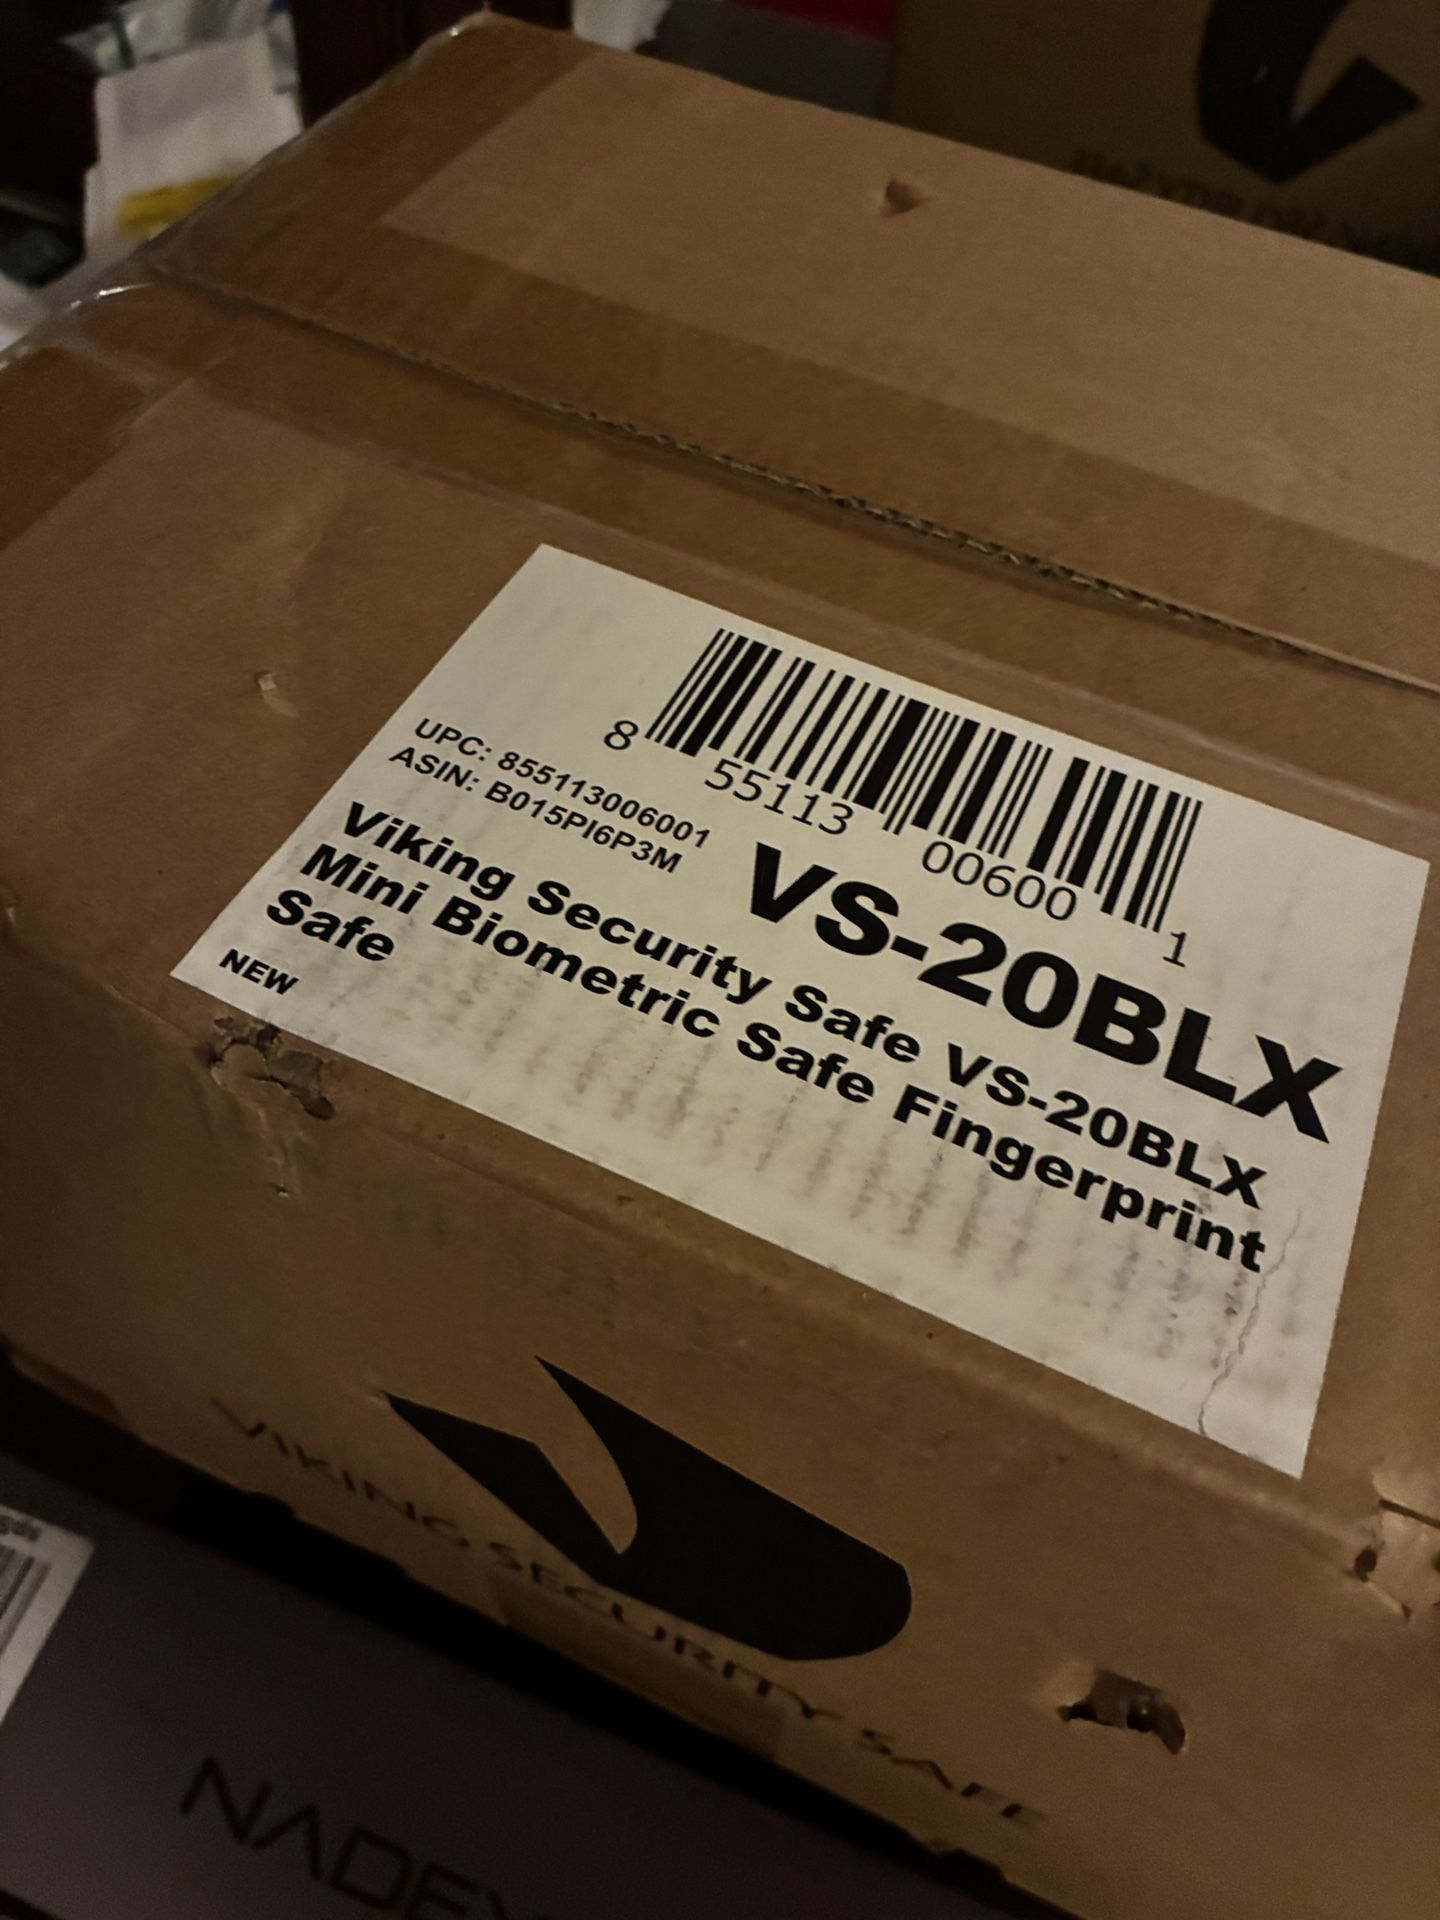 8 55113 00600 1
UPC: 855113006001
ASIN: B015PI6P3M
VS-20BLX
Viking Security Safe VS-20BLX
Mini Biometric Safe Fingerprint
Safe
NEW
VIKING SECURITY SAFE
NADEX